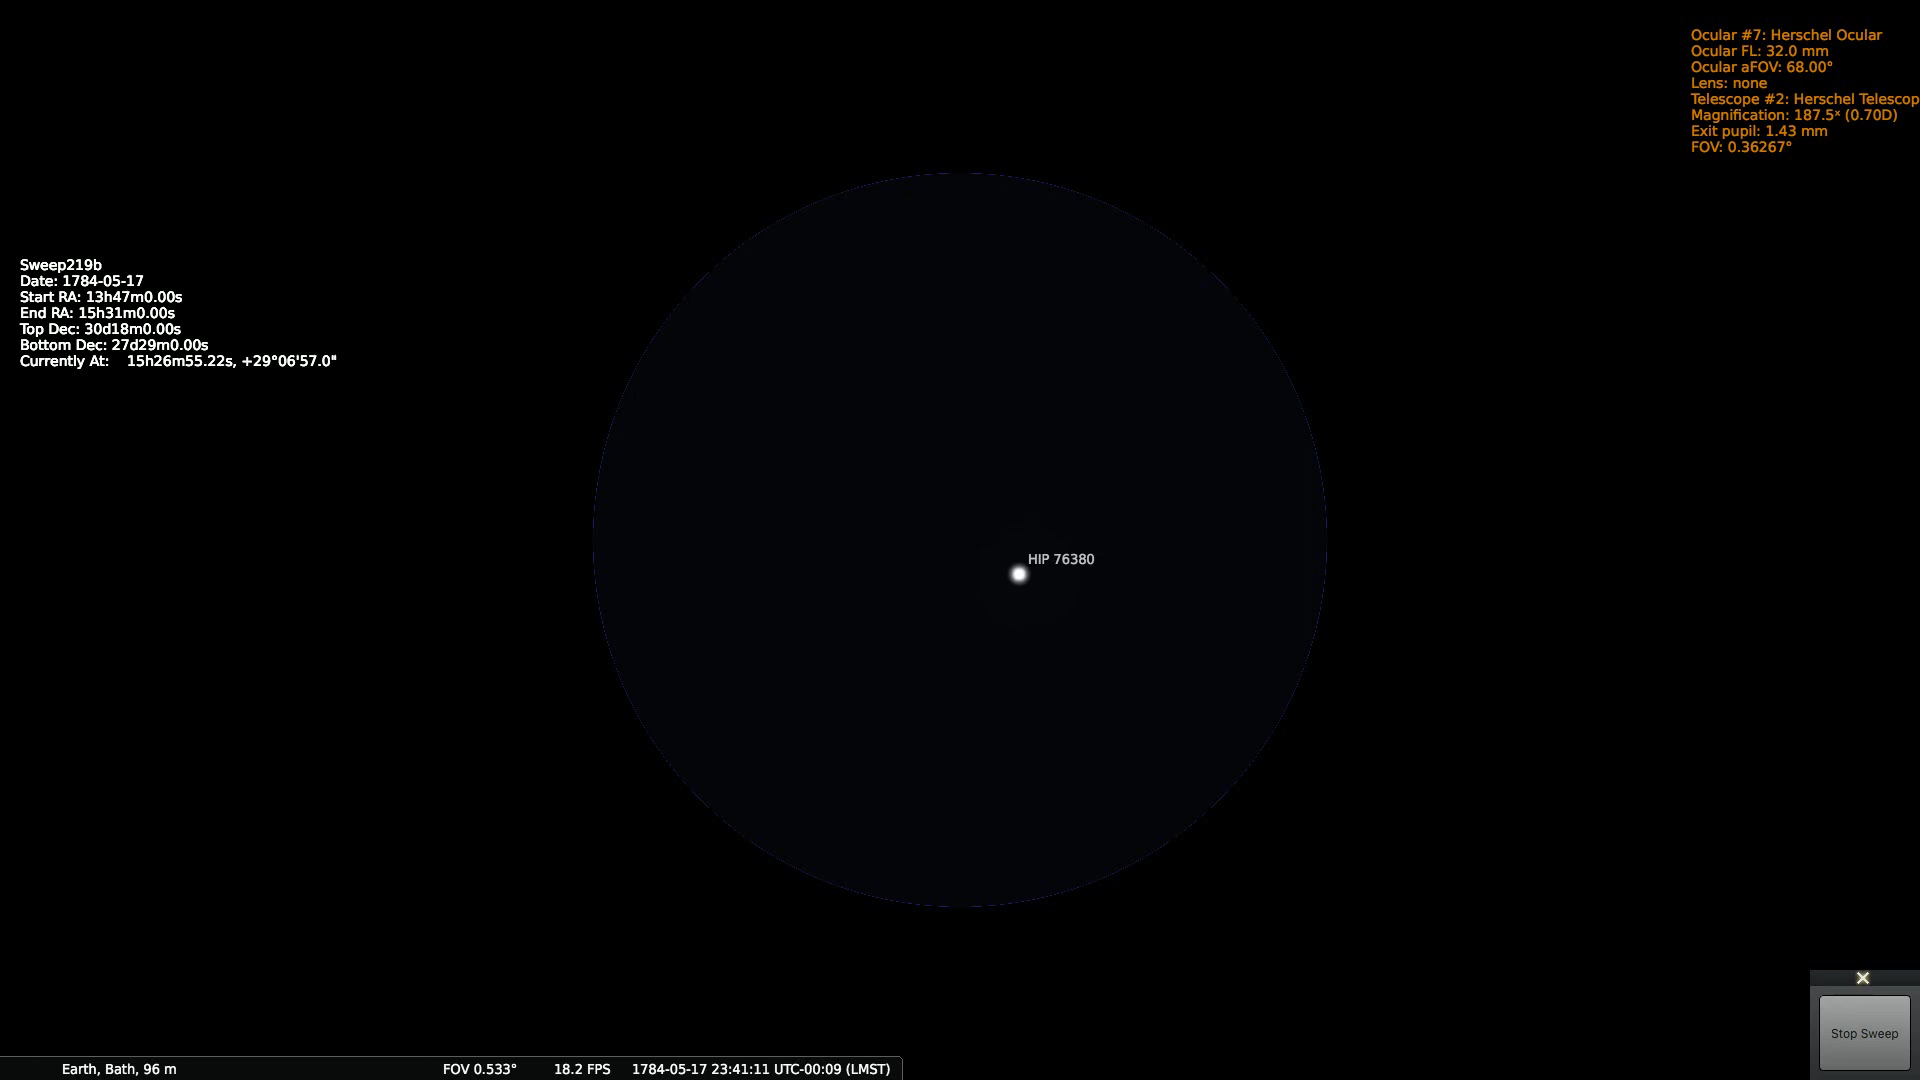 Ocular #7: Herschel Ocular
Ocular FL: 32.0 mm
Ocular aFOV: 68.00°
Lens: none
Telescope #2: Herschel Telescop
Magnification: 187.5ˣ (0.70D)
Exit pupil: 1.43 mm
FOV: 0.36267°
Sweep219b
Date: 1784-05-17
Start RA: 13h47m0.00s
End RA: 15h31m0.00s
Top Dec: 30d18m0.00s
Bottom Dec: 27d29m0.00s
Currently At: 15h26m55.22s, +29°06'57.0"
HIP 76380
Stop Sweep
Earth, Bath, 96 m FOV 0.533° 18.2 FPS 1784-05-17 23:41:11 UTC-00:09 (LMST)